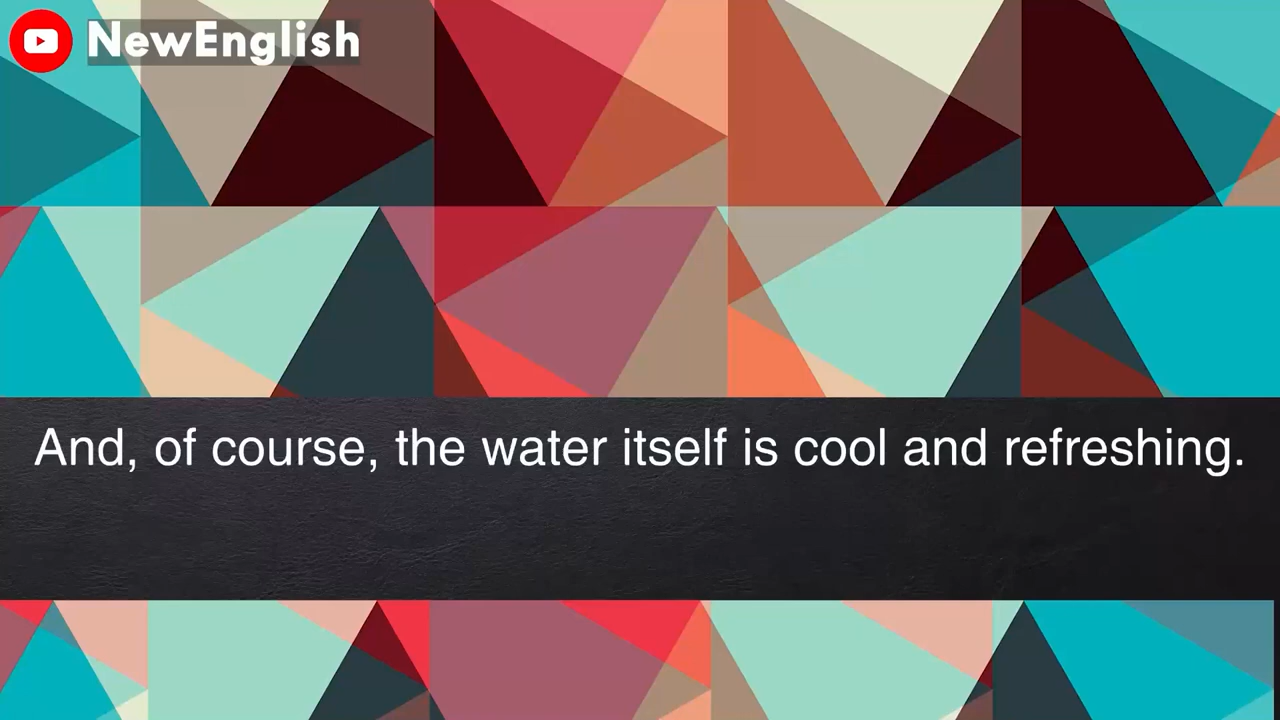 NewEnglish
And, of course, the water itself is cool and refreshing.